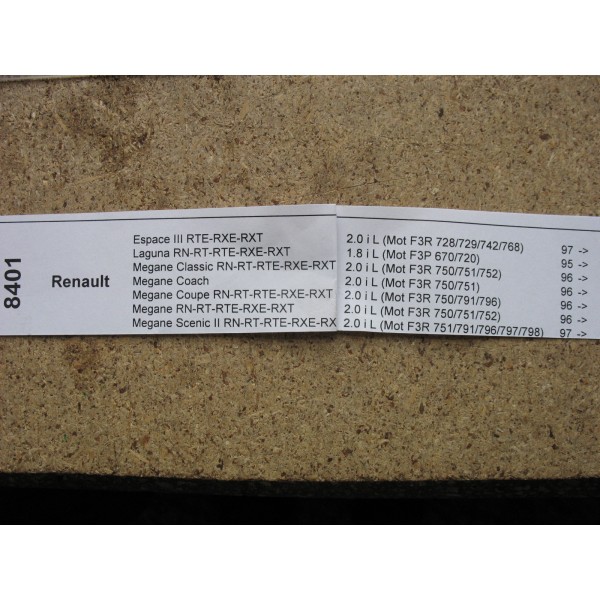 8401
Renault
Espace III RTE-RXE-RXT 2.0 i L (Mot F3R 728/729/742/768) 97 ->
Laguna RN-RT-RTE-RXE-RXT 1.8 i L (Mot F3P 670/720) 95 ->
Megane Classic RN-RT-RTE-RXE-RXT 2.0 i L (Mot F3R 750/751/752) 96 ->
Megane Coach 2.0 i L (Mot F3R 750/751) 96 ->
Megane Coupe RN-RT-RTE-RXE-RXT 2.0 i L (Mot F3R 750/791/796) 96 ->
Megane RN-RT-RTE-RXE-RXT 2.0 i L (Mot F3R 750/751/752) 96 ->
Megane Scenic II RN-RT-RTE-RXE-RX 2.0 i L (Mot F3R 751/791/796/797/798) 97 ->